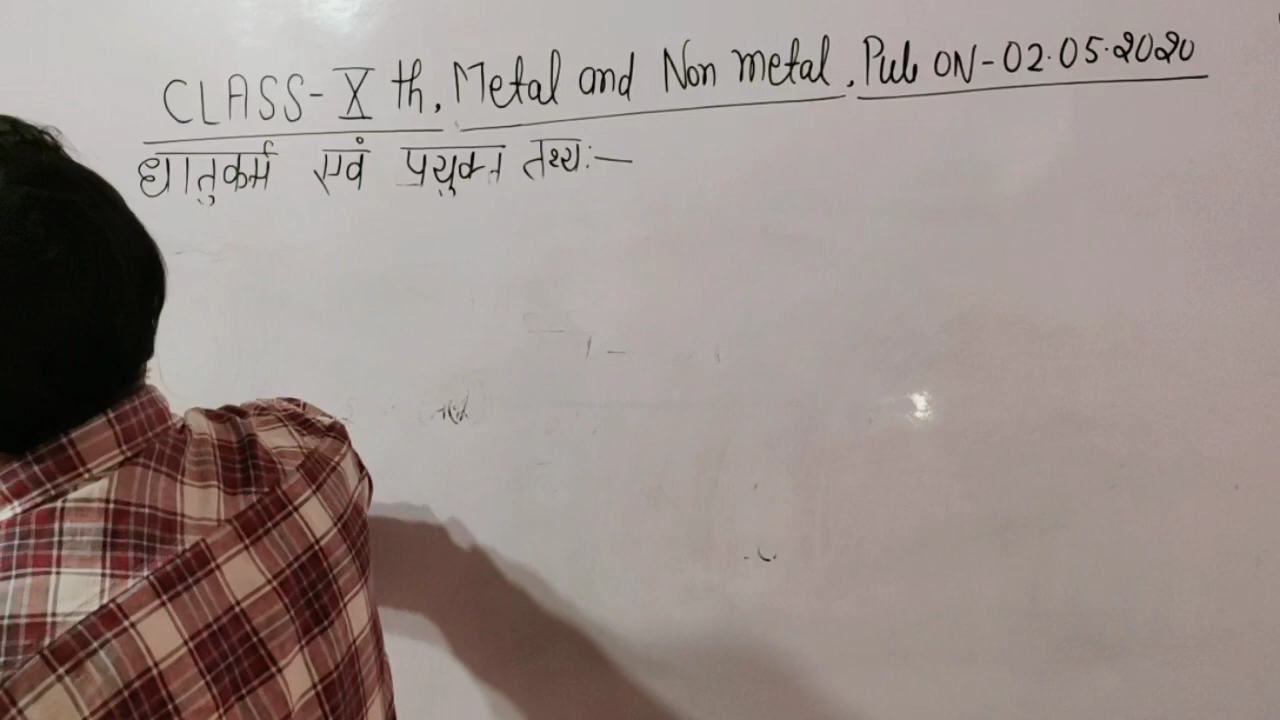 CLASS-X th, Metal and Non metal, Pub ON-02.05.2020
धातुकर्म एवं प्रयुक्त तथ्य:—